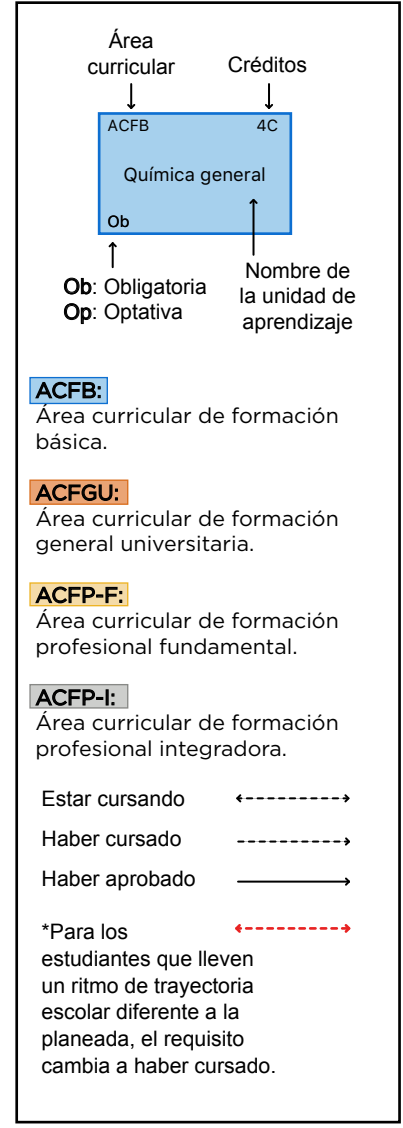 Área
curricular
Créditos
ACFB 4C
Química general
Ob
Ob: Obligatoria
Op: Optativa
Nombre de
la unidad de
aprendizaje
ACFB:
Área curricular de formación
básica.
ACFGU:
Área curricular de formación
general universitaria.
ACFP-F:
Área curricular de formación
profesional fundamental.
ACFP-I:
Área curricular de formación
profesional integradora.
Estar cursando
Haber cursado
Haber aprobado
*Para los
estudiantes que lleven
un ritmo de trayectoria
escolar diferente a la
planeada, el requisito
cambia a haber cursado.